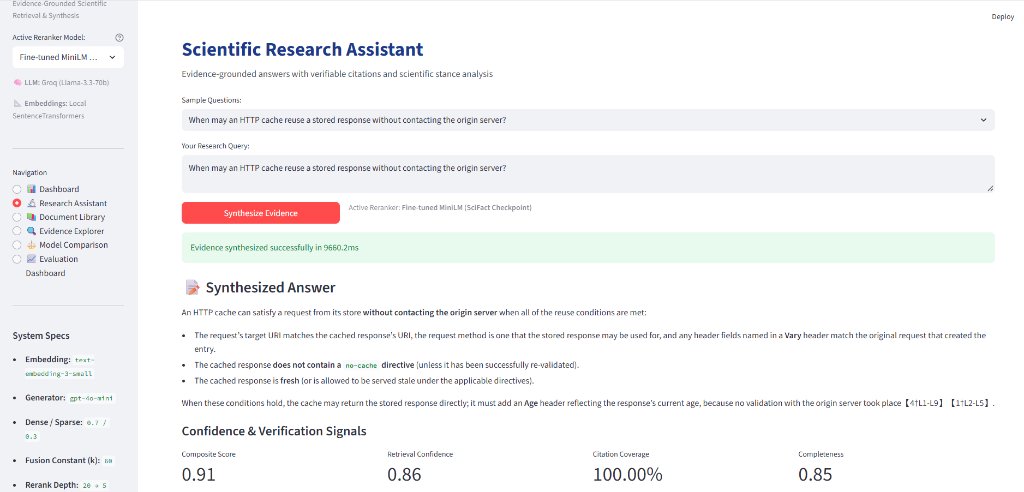 Evidence-Grounded Scientific
Retrieval & Synthesis
Active Reranker Model:
Fine-tuned MiniLM ...
LLM: Groq (Llama-3.3-70b)
Embeddings: Local
SentenceTransformers
Navigation
Dashboard
Research Assistant
Document Library
Evidence Explorer
Model Comparison
Evaluation
Dashboard
System Specs
Embedding: text-
embedding-3-small
Generator: gpt-4o-mini
Dense / Sparse: 0.7 /
0.3
Fusion Constant (k): 60
Rerank Depth: 20 → 5
Deploy
Scientific Research Assistant
Evidence-grounded answers with verifiable citations and scientific stance analysis
Sample Questions:
When may an HTTP cache reuse a stored response without contacting the origin server?
Your Research Query:
When may an HTTP cache reuse a stored response without contacting the origin server?
Synthesize Evidence
Active Reranker: Fine-tuned MiniLM (SciFact Checkpoint)
Evidence synthesized successfully in 9660.2ms
Synthesized Answer
An HTTP cache can satisfy a request from its store without contacting the origin server when all of the reuse conditions are met:
The request's target URI matches the cached response's URI, the request method is one that the stored response may be used for, and any header fields named in a Vary header match the original request that created the
entry.
The cached response does not contain a no-cache directive (unless it has been successfully re-validated).
The cached response is fresh (or is allowed to be served stale under the applicable directives).
When these conditions hold, the cache may return the stored response directly; it must add an Age header reflecting the response's current age, because no validation with the origin server took place【4†L1-L9】【1†L2-L5】.
Confidence & Verification Signals
Composite Score
Retrieval Confidence
Citation Coverage
Completeness
0.91
0.86
100.00%
0.85